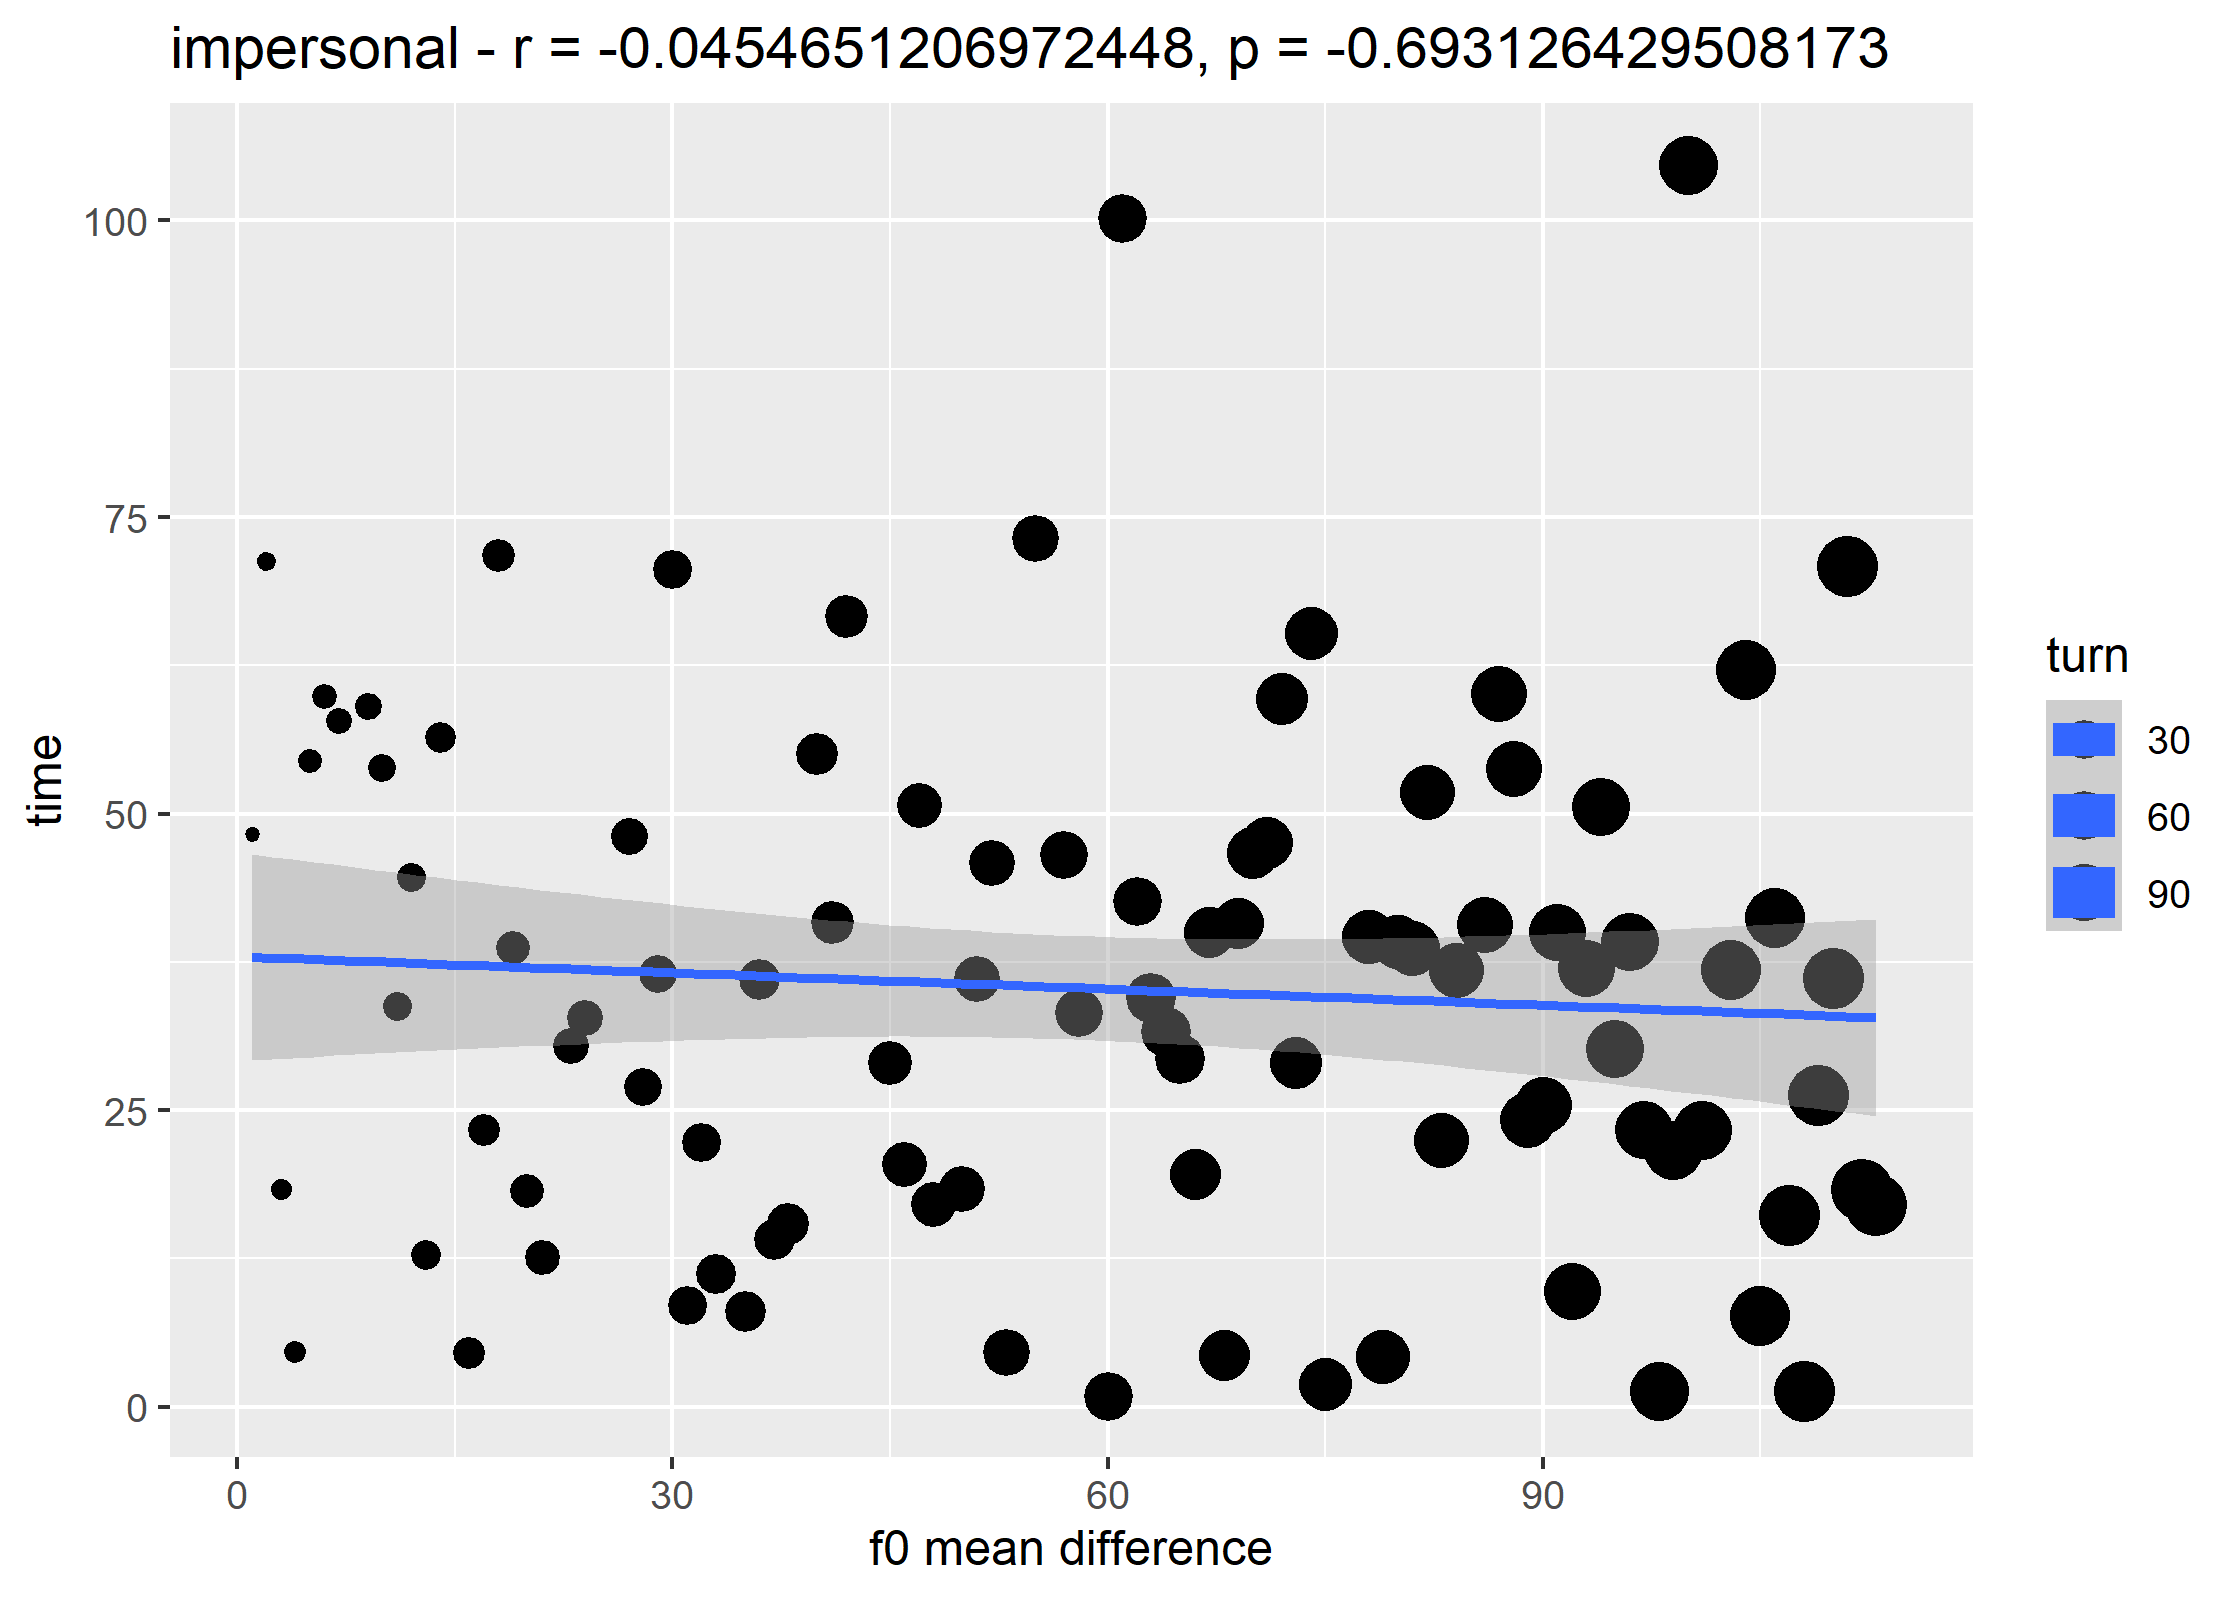 impersonal - r = -0.0454651206972448, p = -0.693126429508173
100
75
50
25
0
time
0 30 60 90
f0 mean difference
turn
30
60
90